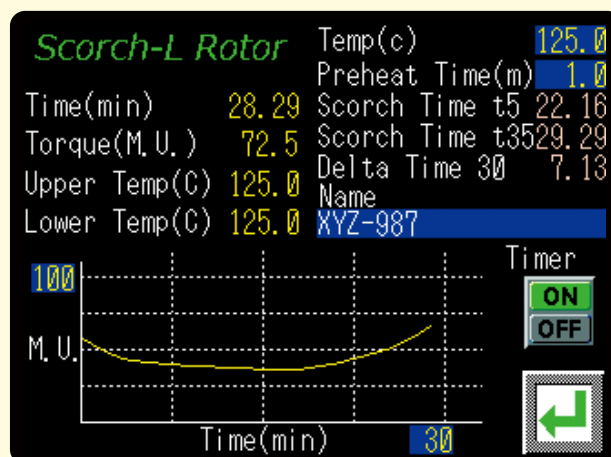 Scorch-L Rotor
Temp(c) 125.0
Preheat Time(m) 1.0
Time(min) 28.29
Scorch Time t5 22.16
Torque(M.U.) 72.5
Scorch Time t35 29.29
Upper Temp(C) 125.0
Delta Time 30 7.13
Lower Temp(C) 125.0
Name
XYZ-987
Timer
ON
OFF
100
M.U.
Time(min) 30